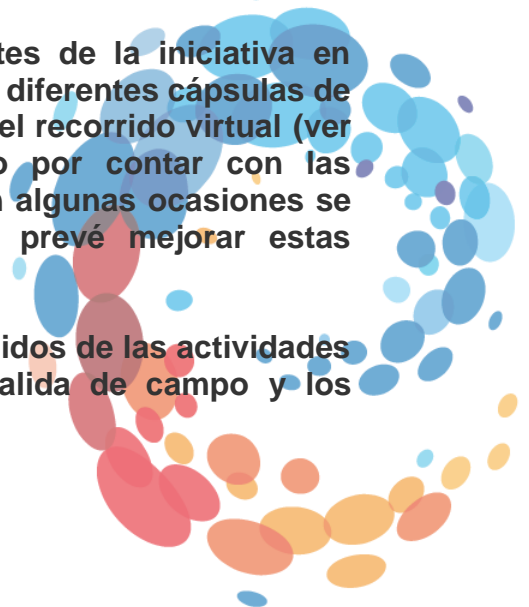 tes de la iniciativa en
diferentes cápsulas de
el recorrido virtual (ver
por contar con las
algunas ocasiones se
prevé mejorar estas
idos de las actividades
alida de campo y los